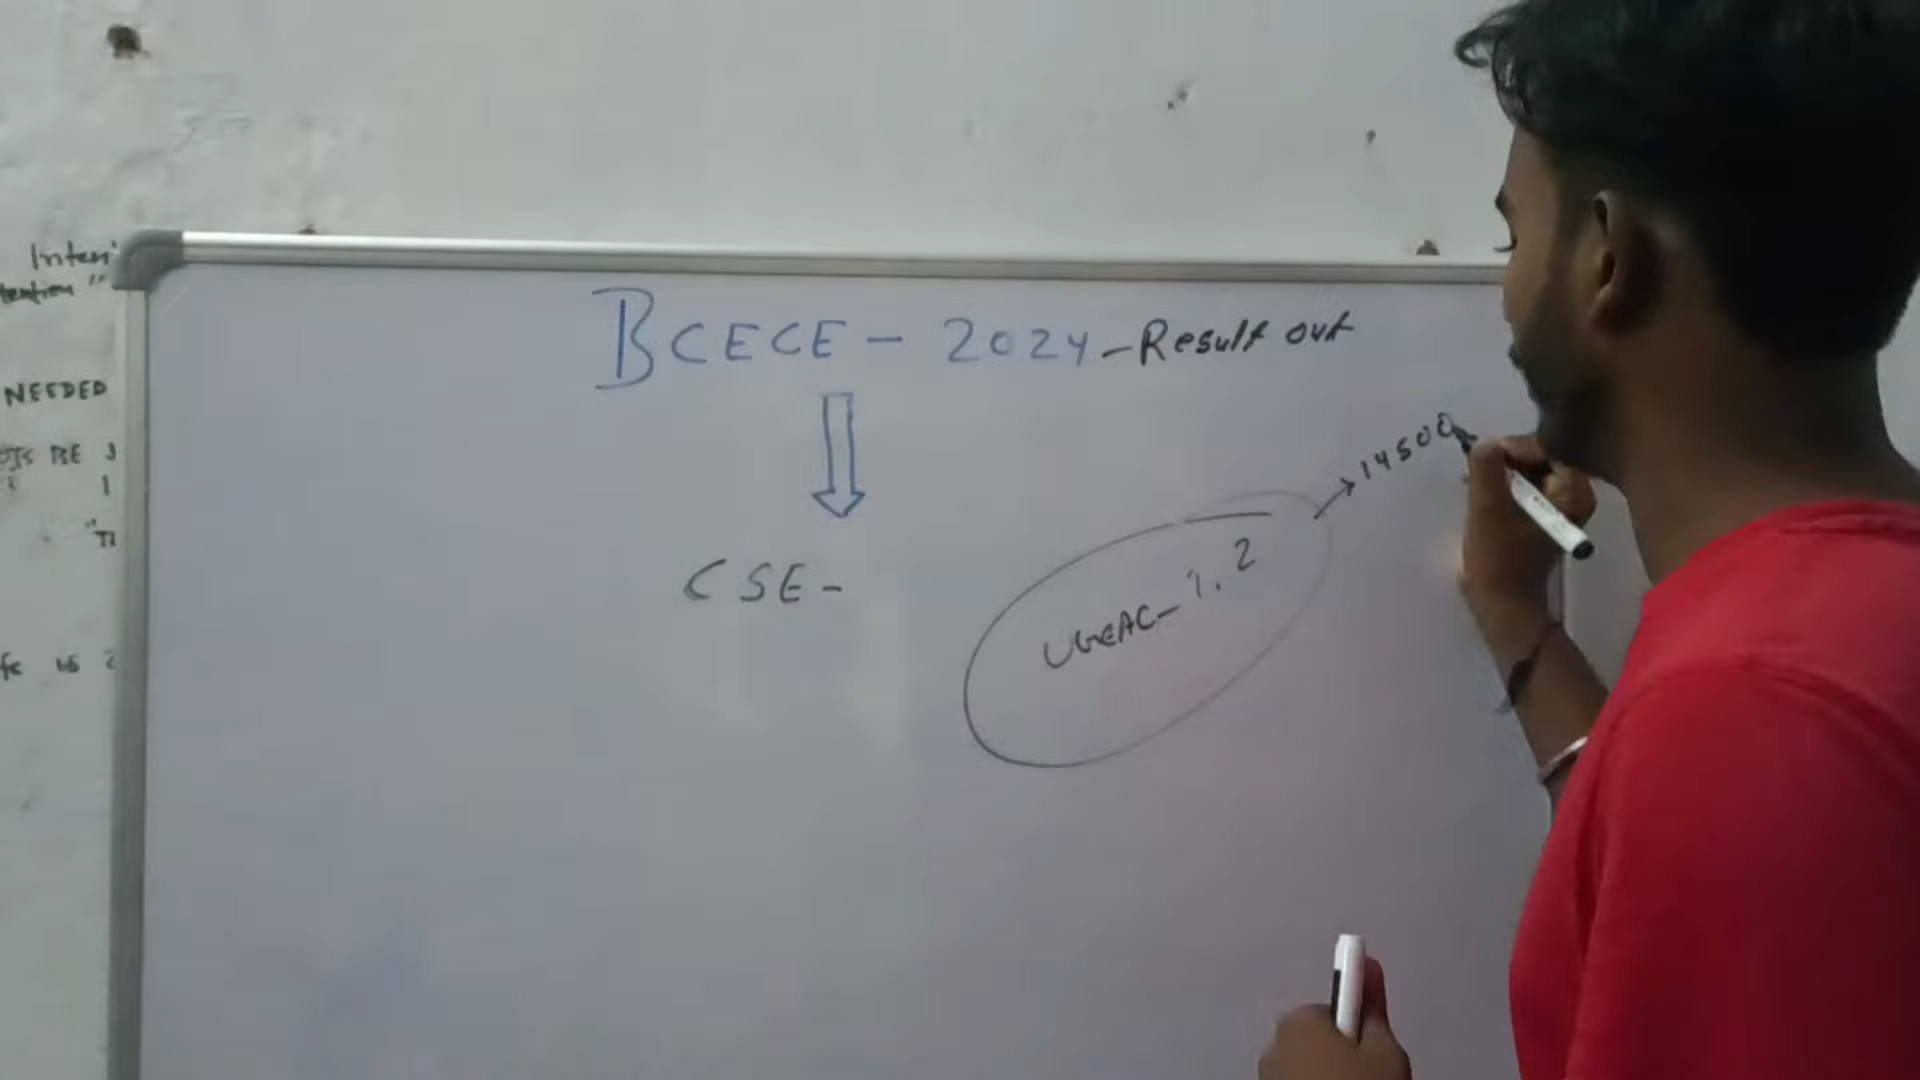 BCECE - 2024 - Result out
CSE -
UGEAC - 1.2
→ 14500
NEEDED